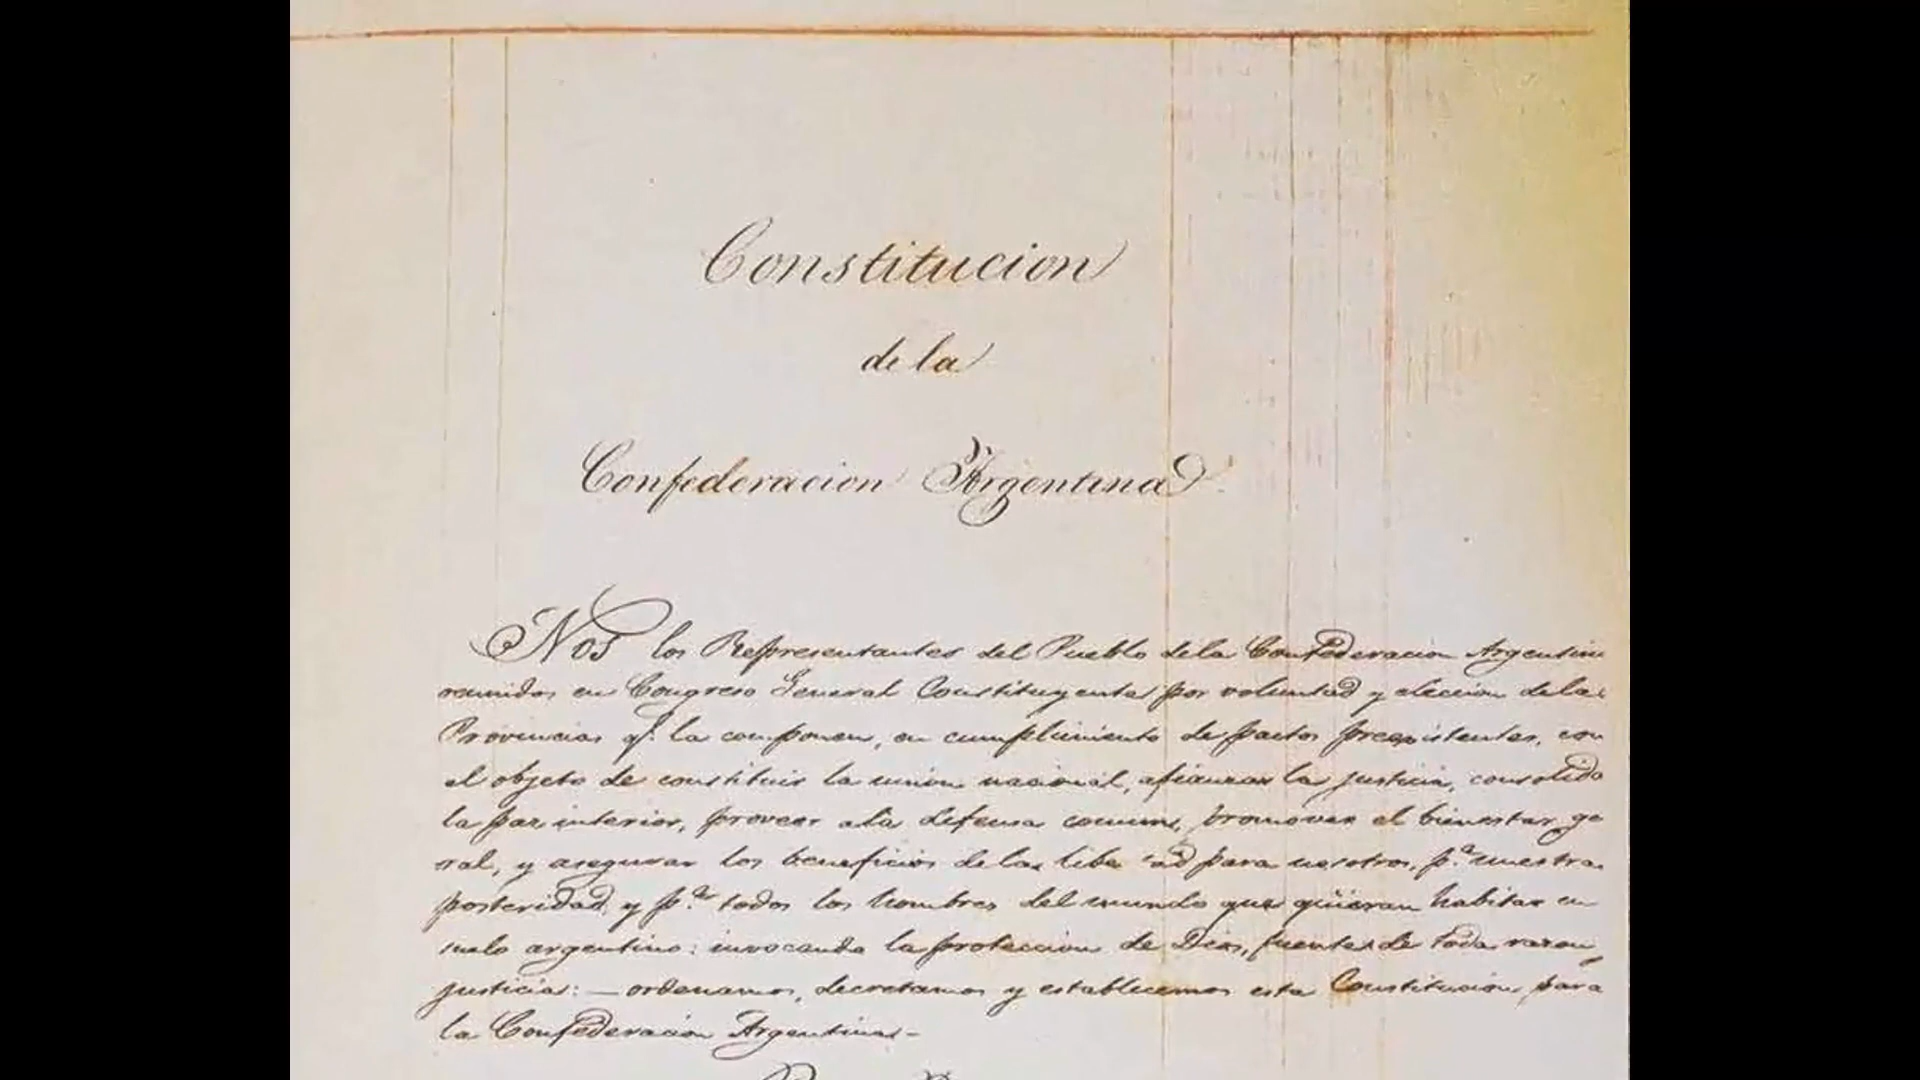 Constitucion
de la
Confederacion Argentina
Nos los Representantes del Pueblo de la Confederacion Argentina
reunidos en Congreso General Constituyente por voluntad y eleccion de las
Provincias q.e la componen, en cumplimiento de pactos preexistentes, con
el objeto de constituir la union nacional, afianzar la justicia, consolida
la paz interior, proveer a la defensa comun, promover el bienestar ge
ral, y asegurar los beneficios de la libertad para nosotros, p.a nuestra
posteridad, y p.a todos los hombres del mundo que quieran habitar en
suelo argentino: invocando la proteccion de Dios, fuente de toda razon
justicia: — ordenamos, decretamos y establecemos esta Constitucion para
la Confederacion Argentina -